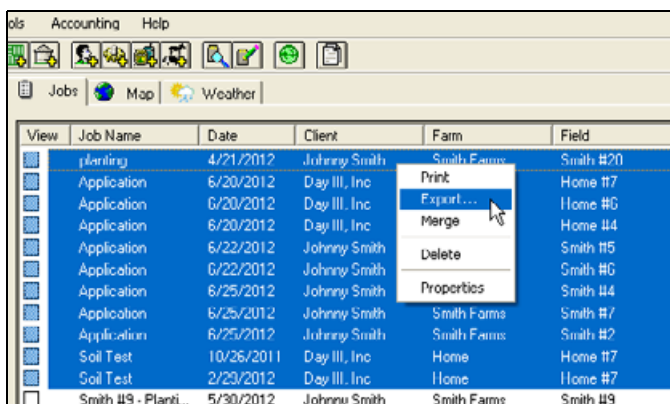 ols Accounting Help
Jobs Map Weather
View Job Name Date Client Farm Field
planting 4/21/2012 Johnny Smith Smith Farms Smith #20
Application 6/20/2012 Day III, Inc Home #7
Application 6/20/2012 Day III, Inc Home #6
Application 6/20/2012 Day III, Inc Home #4
Application 6/22/2012 Johnny Smith Smith #5
Application 6/22/2012 Johnny Smith Smith #6
Application 6/25/2012 Johnny Smith Smith #4
Application 6/25/2012 Johnny Smith Smith Farms Smith #7
Application 6/25/2012 Johnny Smith Smith Farms Smith #2
Soil Test 10/26/2011 Day III, Inc Home Home #7
Soil Test 2/29/2012 Day III, Inc Home Home #7
Smith #9 - Planti... 5/30/2012 Johnny Smith Smith Farms Smith #9
Print
Export...
Merge
Delete
Properties